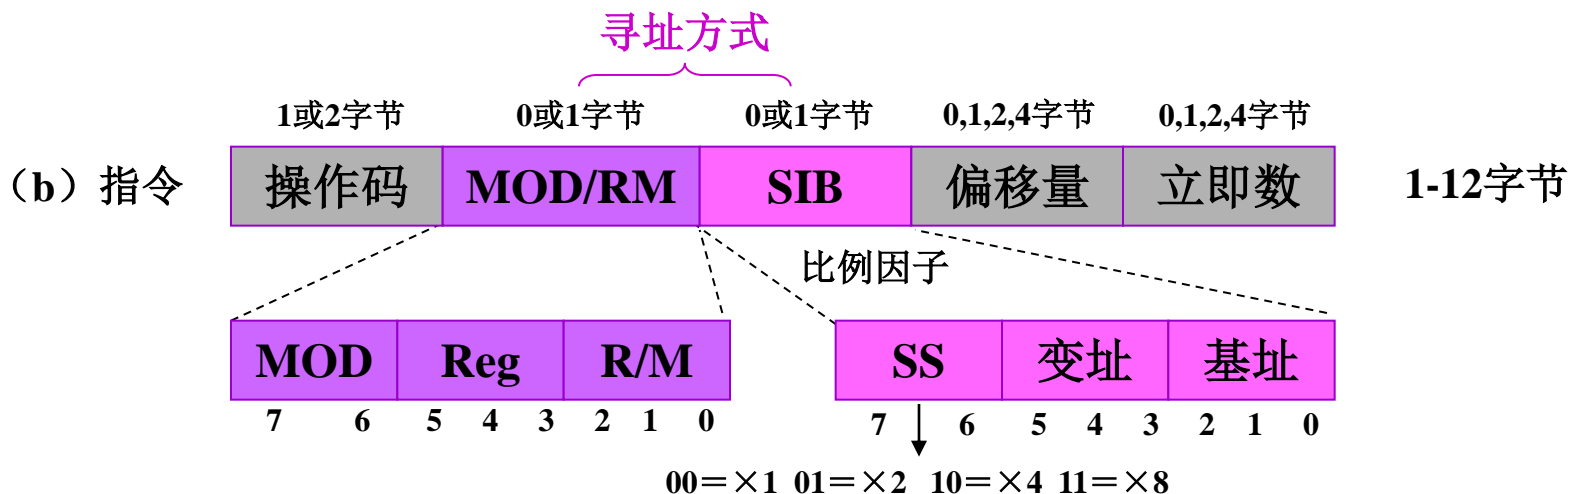 寻址方式
1或2字节 0或1字节 0或1字节 0,1,2,4字节 0,1,2,4字节
（b）指令 操作码 MOD/RM SIB 偏移量 立即数 1-12字节
比例因子
MOD Reg R/M SS 变址 基址
7 6 5 4 3 2 1 0 7 6 5 4 3 2 1 0
00＝×1 01＝×2 10＝×4 11＝×8